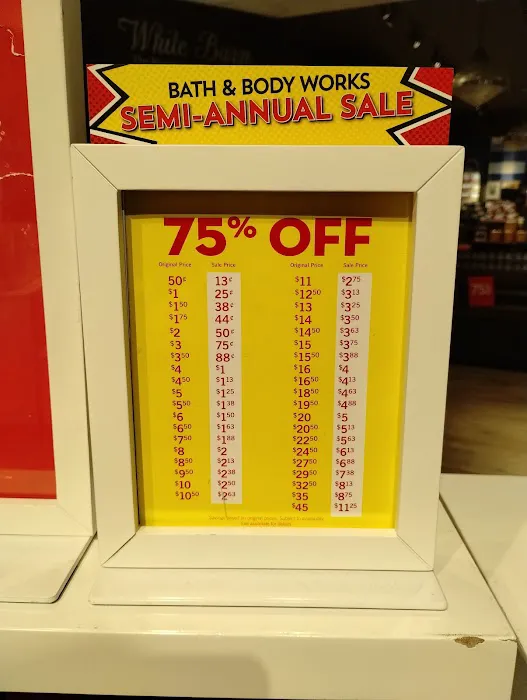 White Barn
BATH & BODY WORKS
SEMI-ANNUAL SALE
75% OFF
Original Price Sale Price Original Price Sale Price
50¢ 13¢ $11 $2.75
$1 25¢ $12.50 $3.13
$1.50 38¢ $13 $3.25
$1.75 44¢ $14 $3.50
$2 50¢ $14.50 $3.63
$3 75¢ $15 $3.75
$3.50 88¢ $15.50 $3.88
$4 $1 $16 $4
$4.50 $1.13 $16.50 $4.13
$5 $1.25 $18.50 $4.63
$5.50 $1.38 $19.50 $4.88
$6 $1.50 $20 $5
$6.50 $1.63 $20.50 $5.13
$7.50 $1.88 $22.50 $5.63
$8 $2 $24.50 $6.13
$8.50 $2.13 $27.50 $6.88
$9.50 $2.38 $29.50 $7.38
$10 $2.50 $32.50 $8.13
$10.50 $2.63 $35 $8.75
$45 $11.25